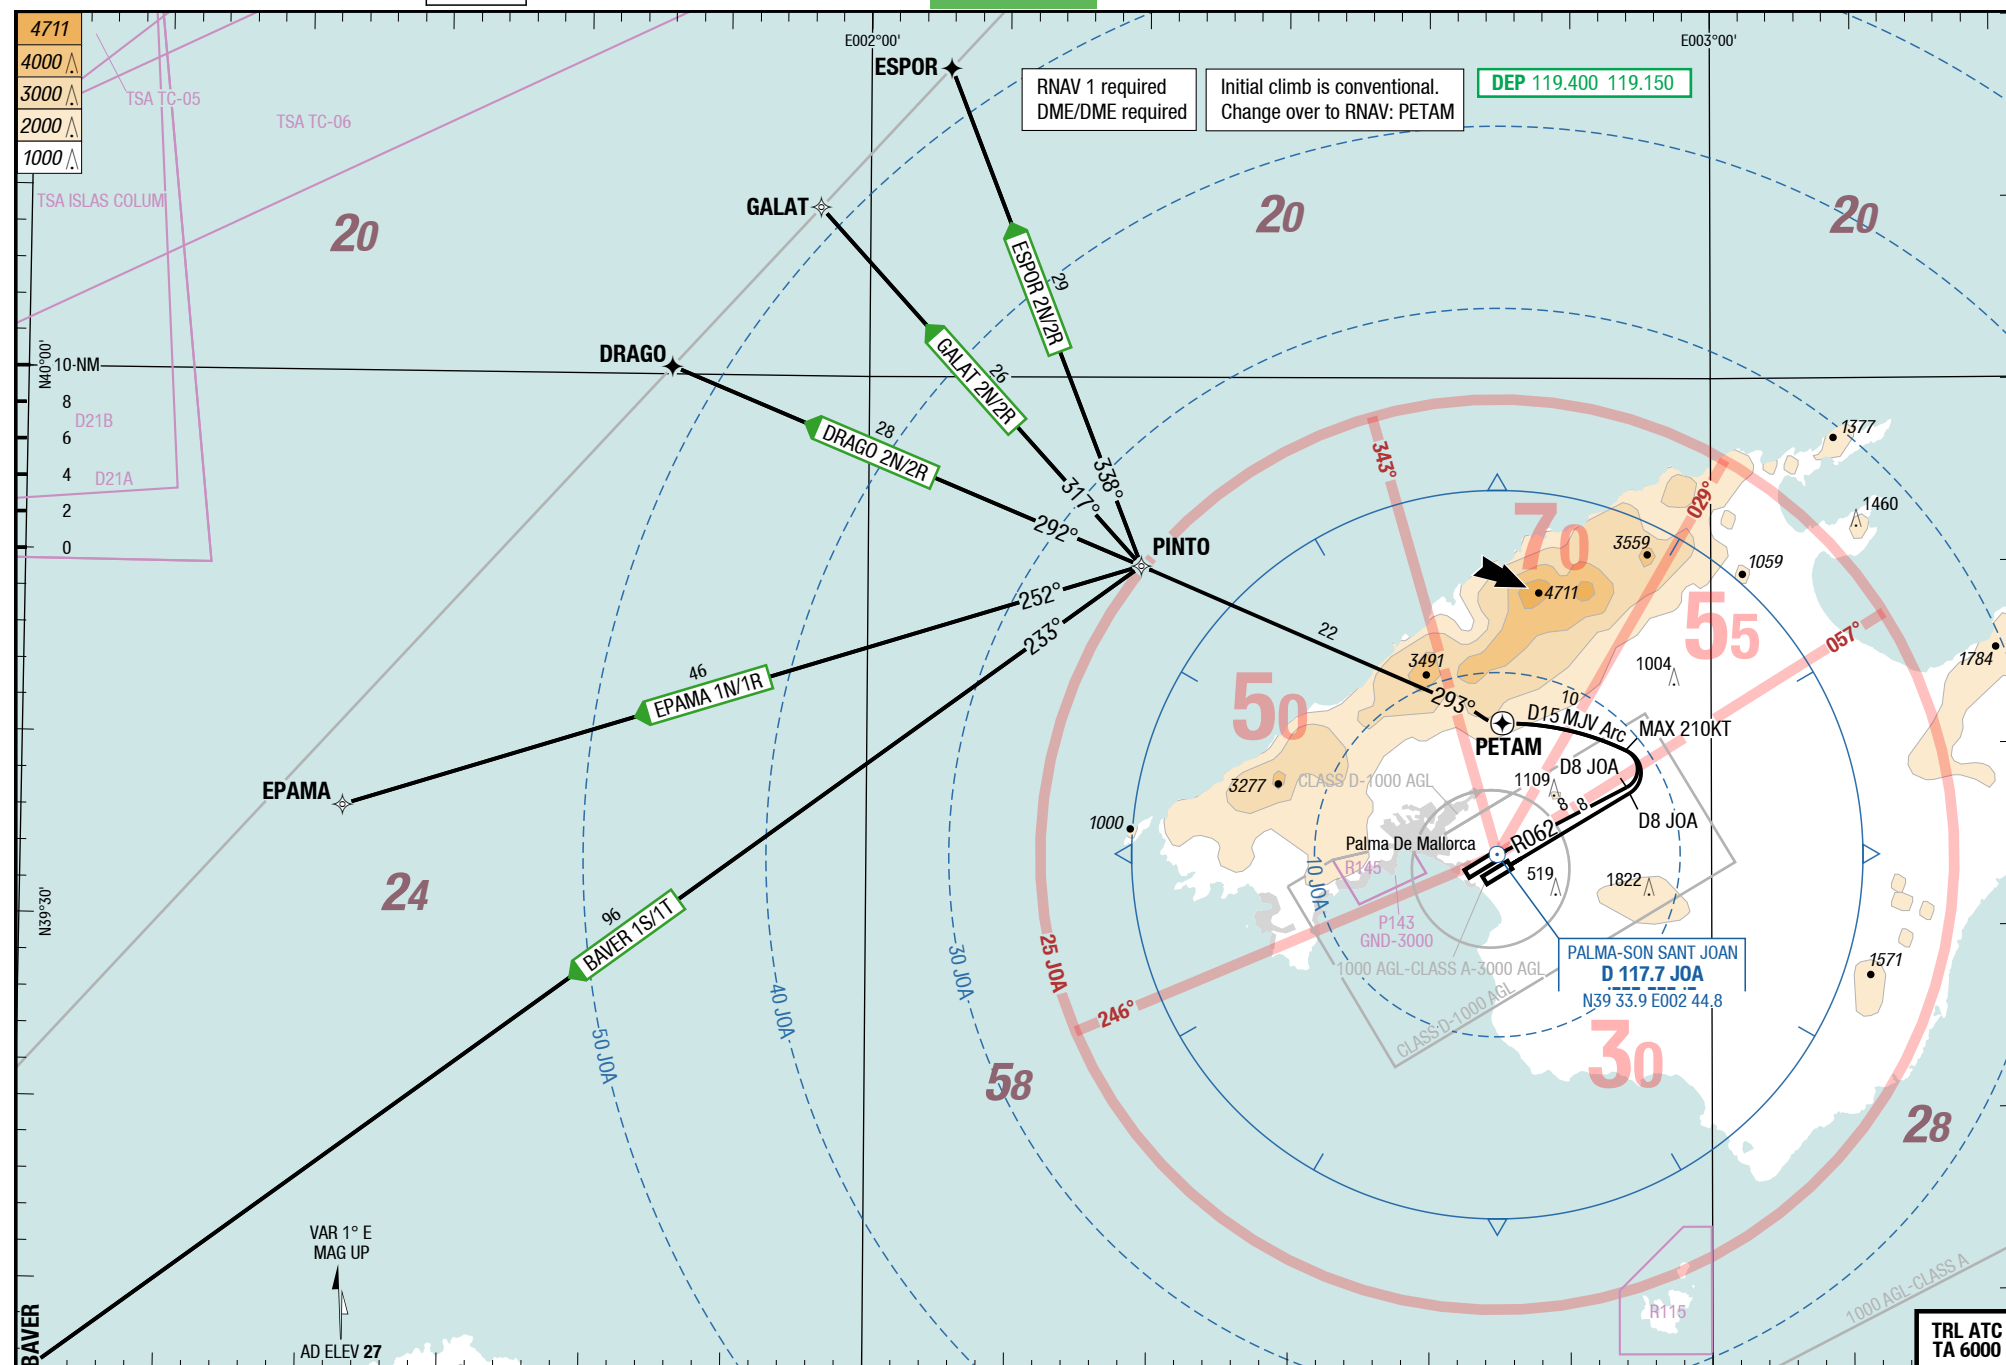 4711
4000
3000
2000
1000
TSA TC-05
TSA TC-06
TSA ISLAS COLUM
E002°00'
E003°00'
ESPOR
RNAV 1 required
DME/DME required
Initial climb is conventional.
Change over to RNAV: PETAM
DEP 119.400 119.150
20
20
20
GALAT
ESPOR 2N/2R
29
DRAGO
GALAT 2N/2R
26
N40°00'
10-NM
8
6
4
2
0
D21B
D21A
DRAGO 2N/2R
28
338°
317°
292°
PINTO
252°
233°
343°
029°
1377
1460
70
3559
1059
4711
55
057°
1784
22
3491
1004
50
293°
10
D15 MJV Arc
MAX 210KT
PETAM
46
EPAMA 1N/1R
EPAMA
3277
CLASS D-1000 AGL
1109
D8 JOA
8
8
D8 JOA
1000
Palma De Mallorca
R062
R145
10 JOA
519
1822
24
N39°30'
96
BAVER 1S/1T
P143
GND-3000
1000 AGL-CLASS A-3000 AGL
PALMA-SON SANT JOAN
D 117.7 JOA
N39 33.9 E002 44.8
1571
25 JOA
30 JOA
40 JOA
50 JOA
246°
CLASS D-1000 AGL
30
58
28
VAR 1° E
MAG UP
AD ELEV 27
BAVER
R115
1000 AGL-CLASS A
TRL ATC
TA 6000